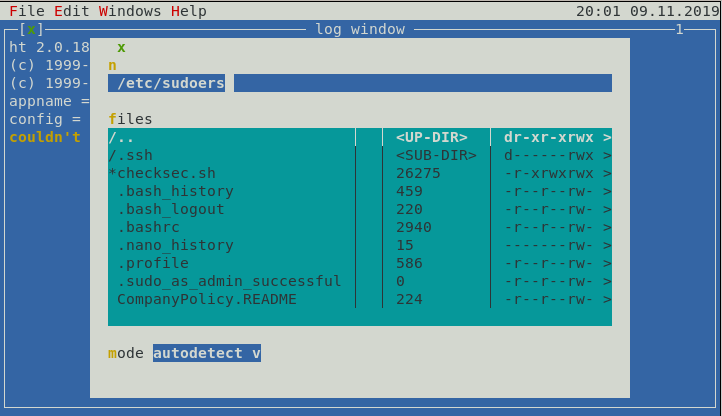 File Edit Windows Help 20:01 09.11.2019
[x] log window 1
ht 2.0.18 x
(c) 1999- n
(c) 1999- /etc/sudoers
appname =
config = files
couldn't /.. <UP-DIR> dr-xr-xrwx >
/.ssh <SUB-DIR> d------rwx >
*checksec.sh 26275 -r-xrwxrwx >
.bash_history 459 -r--r--rw- >
.bash_logout 220 -r--r--rw- >
.bashrc 2940 -r--r--rw- >
.nano_history 15 -------rw- >
.profile 586 -r--r--rw- >
.sudo_as_admin_successful 0 -r--r--rw- >
CompanyPolicy.README 224 -r--r--rw- >
mode autodetect v